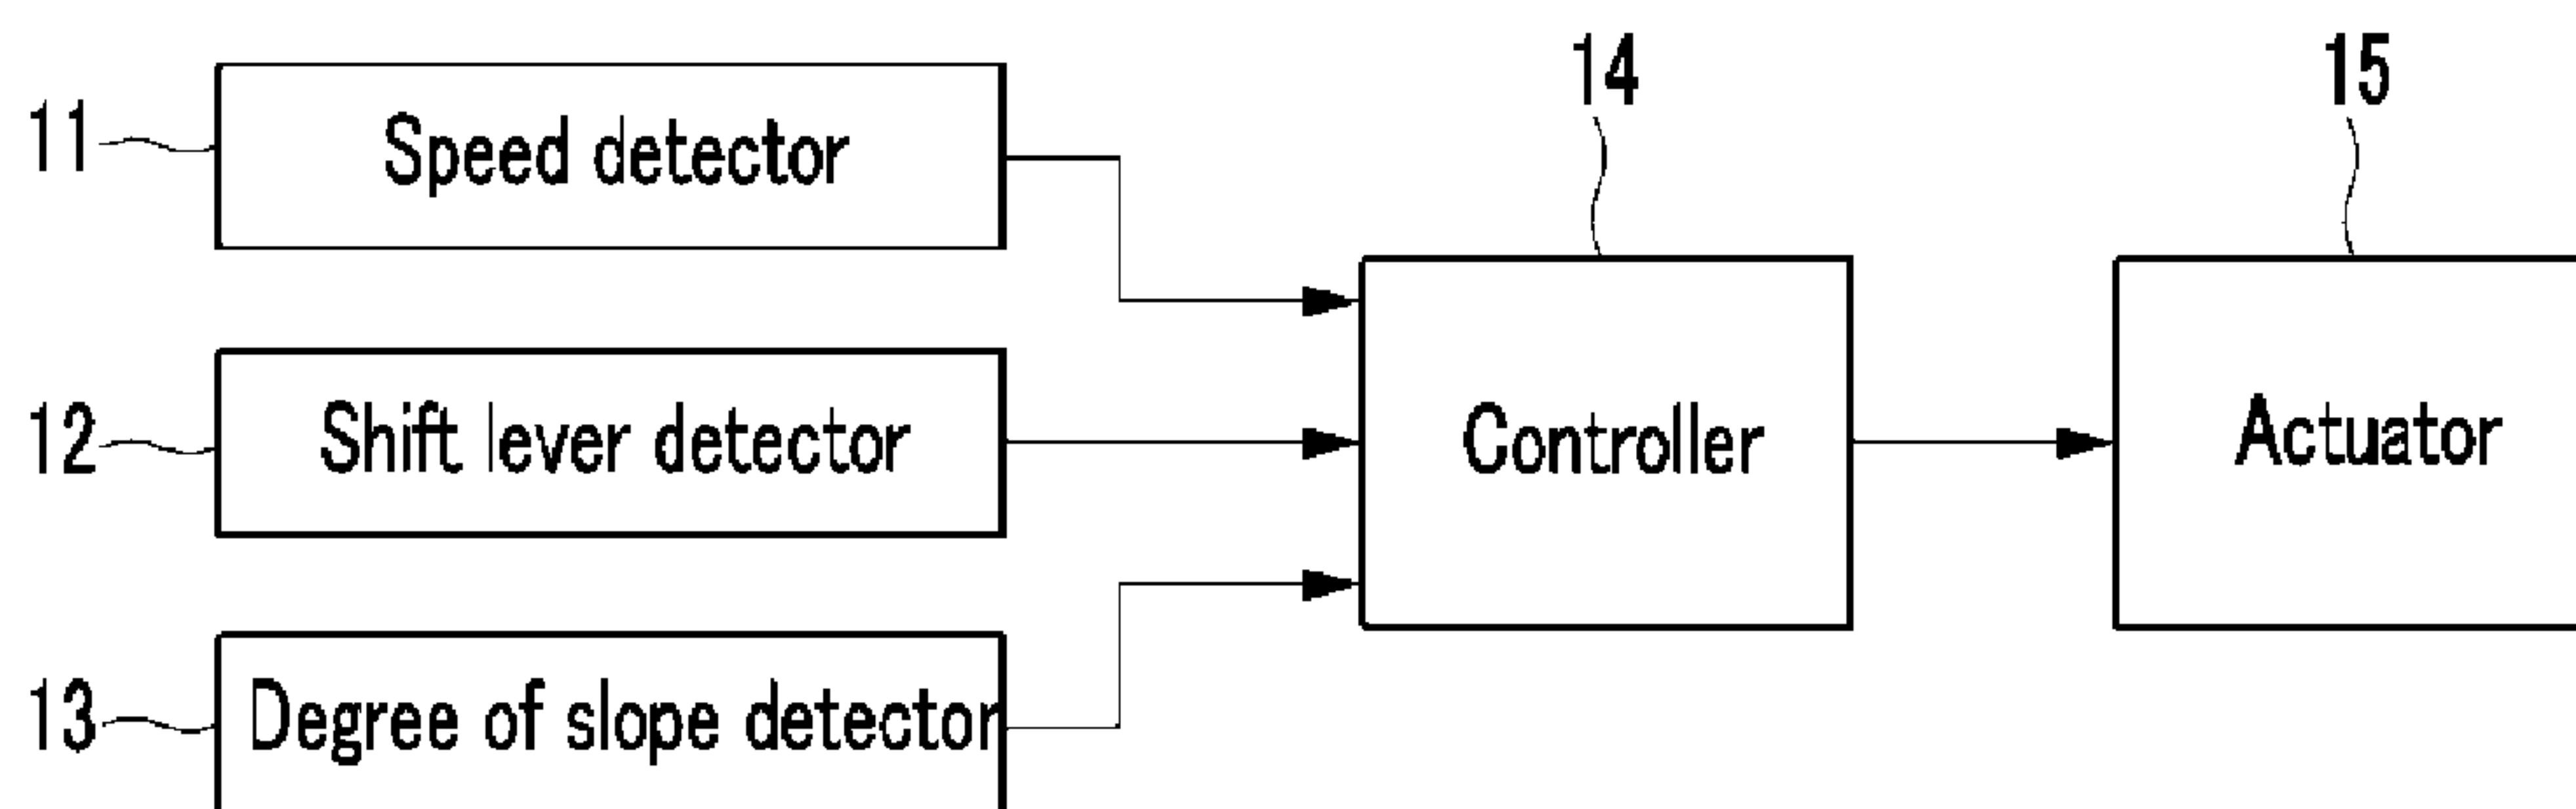 11
Speed detector
12
Shift lever detector
13
Degree of slope detector
14
Controller
15
Actuator